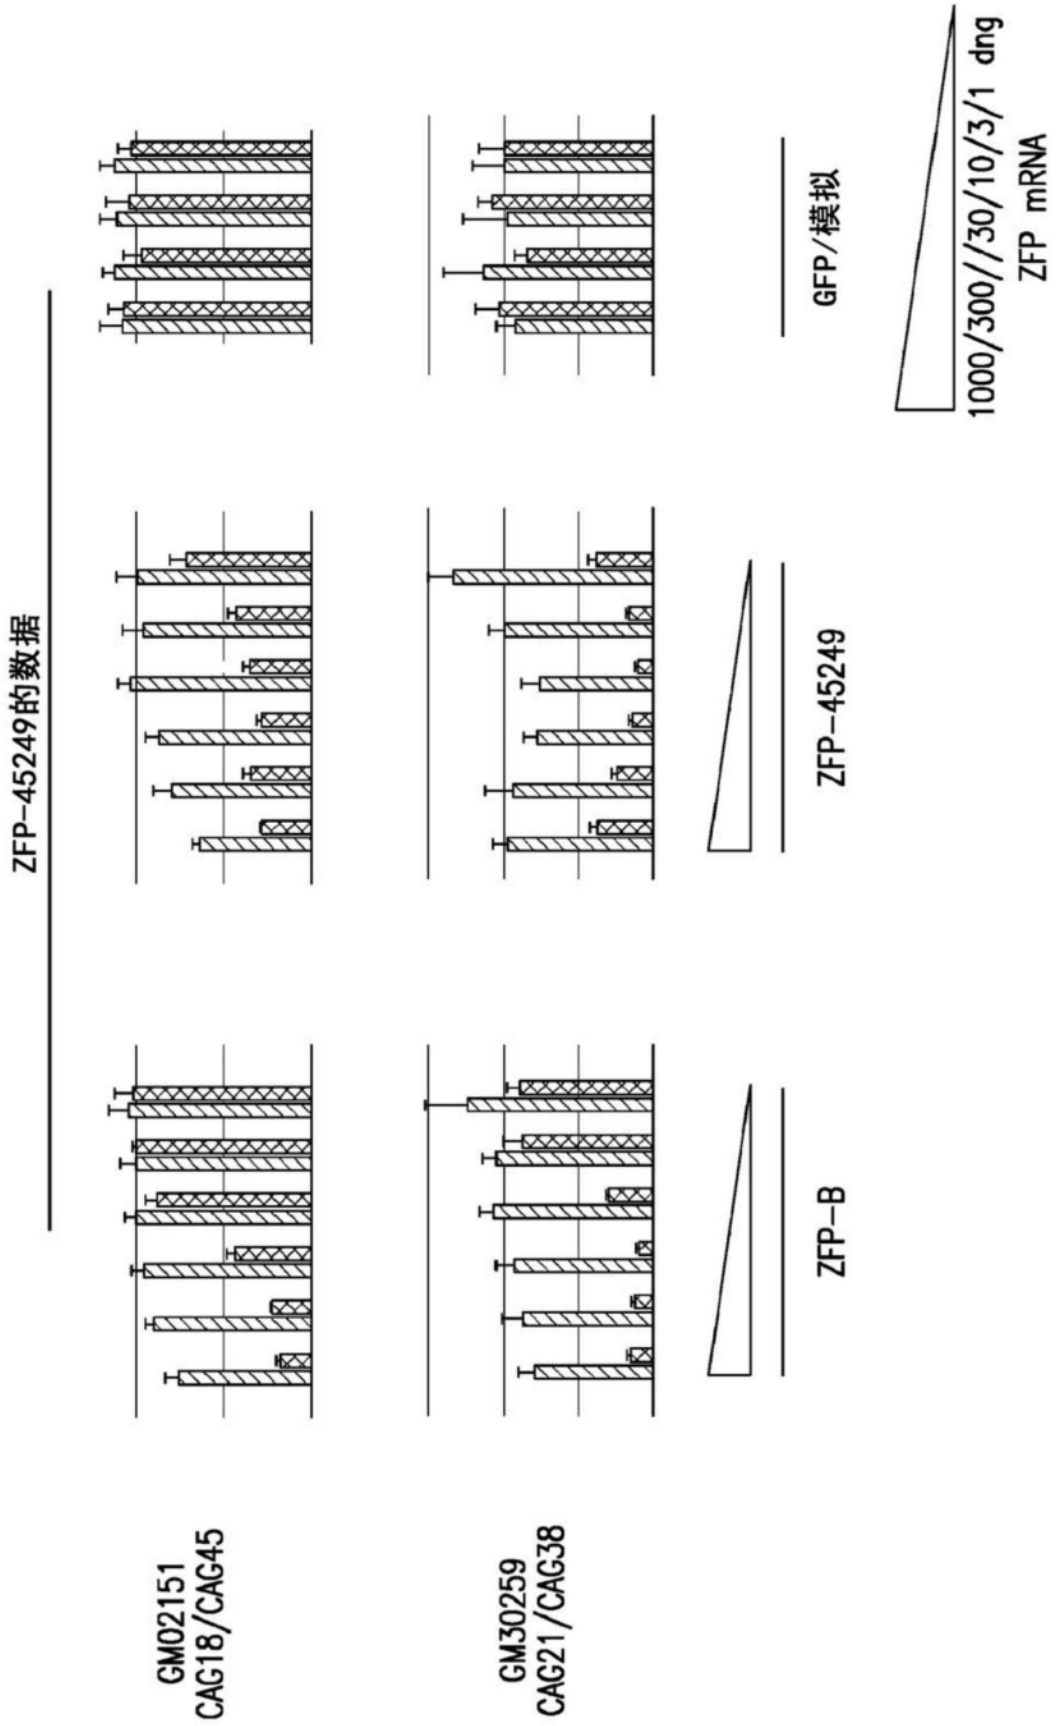 ZFP-45249的数据
GM02151
CAG18/CAG45
GM30259
CAG21/CAG38
ZFP-B
ZFP-45249
GFP/模拟
1000/300//30/10/3/1 dng
ZFP mRNA